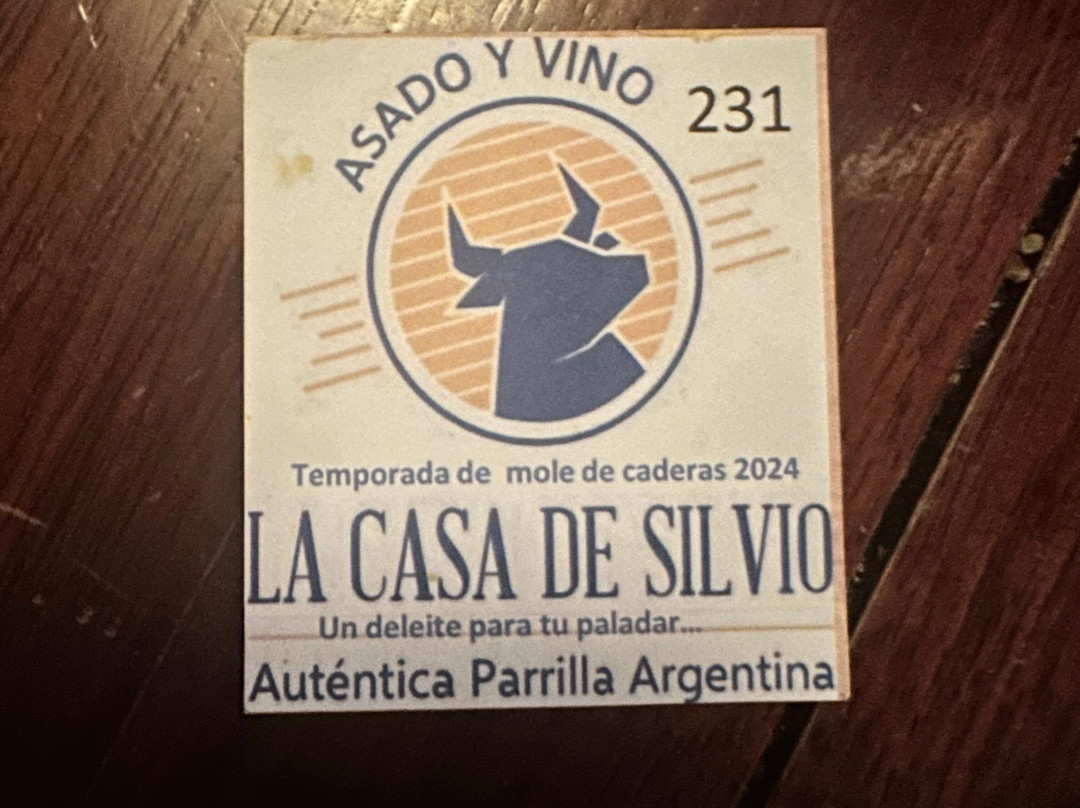 ASADO Y VINO
231
Temporada de mole de caderas 2024
LA CASA DE SILVIO
Un deleite para tu paladar...
Auténtica Parrilla Argentina